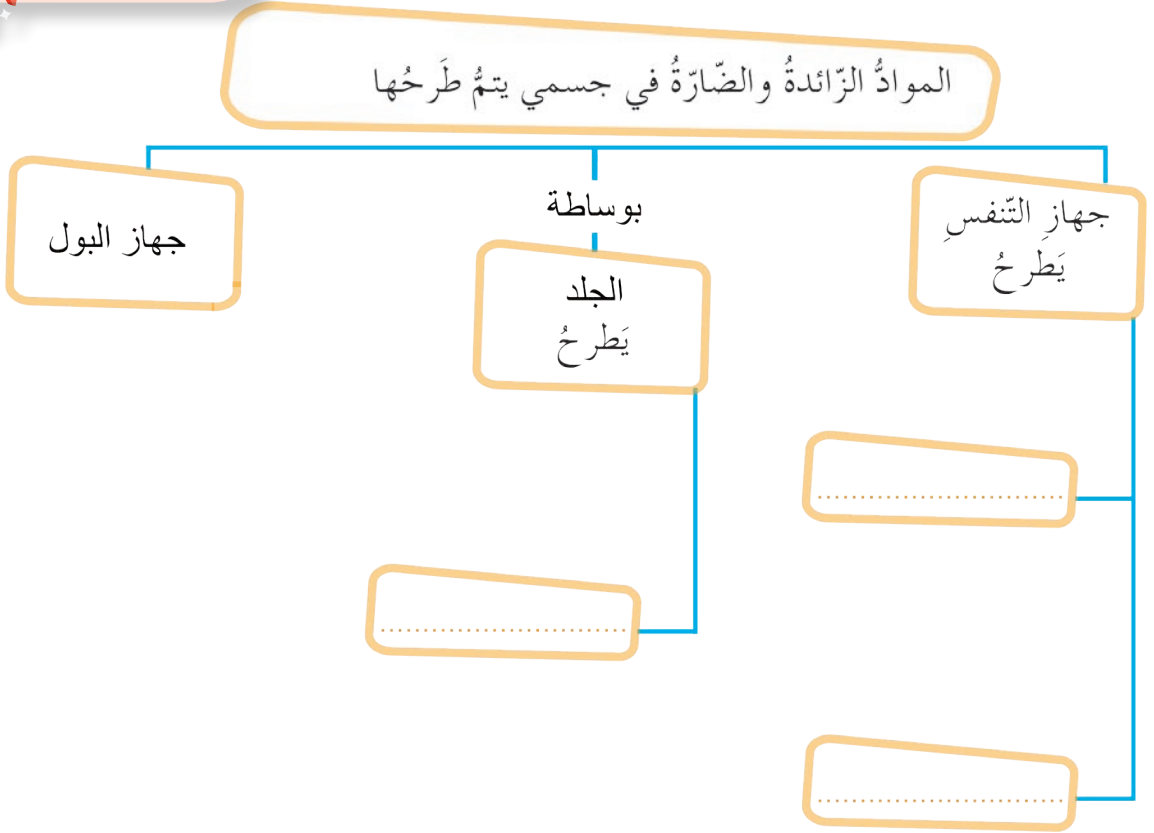 الموادُّ الزّائدةُ والضّارّةُ في جسمي يتمُّ طَرحُها
بوساطة
جهازِ التّنفسِ
يَطرحُ
الجلد
يَطرحُ
جهاز البول
............................
............................
............................